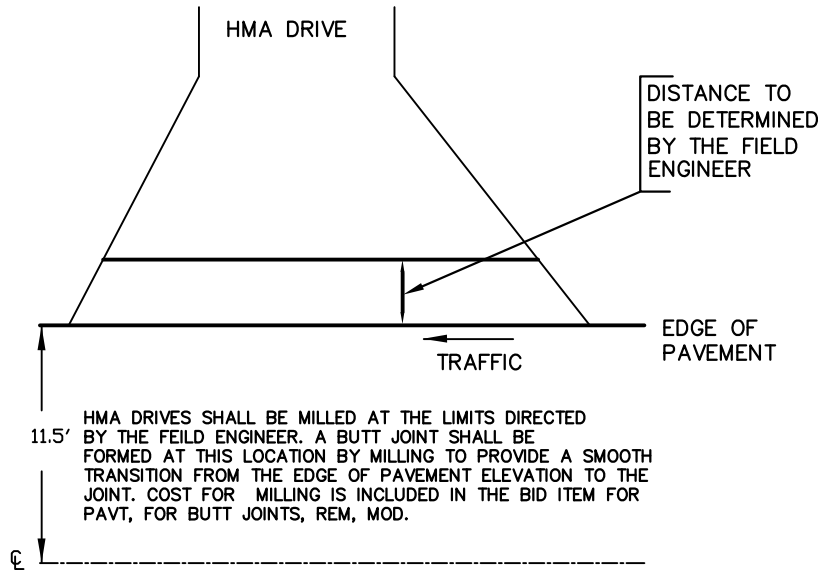 HMA DRIVE
DISTANCE TO
BE DETERMINED
BY THE FIELD
ENGINEER
EDGE OF
PAVEMENT
TRAFFIC
11.5'
HMA DRIVES SHALL BE MILLED AT THE LIMITS DIRECTED
BY THE FEILD ENGINEER. A BUTT JOINT SHALL BE
FORMED AT THIS LOCATION BY MILLING TO PROVIDE A SMOOTH
TRANSITION FROM THE EDGE OF PAVEMENT ELEVATION TO THE
JOINT. COST FOR  MILLING IS INCLUDED IN THE BID ITEM FOR
PAVT, FOR BUTT JOINTS, REM, MOD.
℄